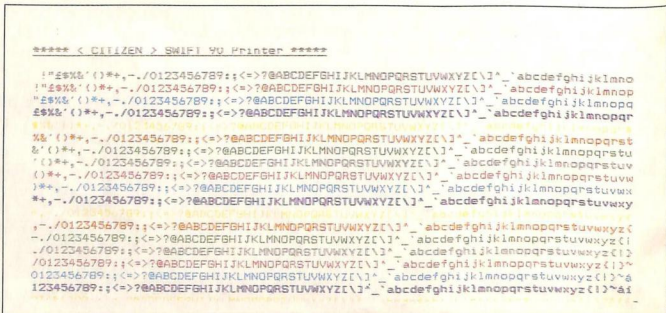 ***** < CITIZEN > SWIFT 90 Printer *****
 !"£$%&'()*+,-./0123456789:;<=>?@ABCDEFGHIJKLMNOPQRSTUVWXYZ[\]^_`abcdefghijklmno
!"£$%&'()*+,-./0123456789:;<=>?@ABCDEFGHIJKLMNOPQRSTUVWXYZ[\]^_`abcdefghijklmnop
"£$%&'()*+,-./0123456789:;<=>?@ABCDEFGHIJKLMNOPQRSTUVWXYZ[\]^_`abcdefghijklmnopq
£$%&'()*+,-./0123456789:;<=>?@ABCDEFGHIJKLMNOPQRSTUVWXYZ[\]^_`abcdefghijklmnopqr
%&'()*+,-./0123456789:;<=>?@ABCDEFGHIJKLMNOPQRSTUVWXYZ[\]^_`abcdefghijklmnopqrst
&'()*+,-./0123456789:;<=>?@ABCDEFGHIJKLMNOPQRSTUVWXYZ[\]^_`abcdefghijklmnopqrstu
'()*+,-./0123456789:;<=>?@ABCDEFGHIJKLMNOPQRSTUVWXYZ[\]^_`abcdefghijklmnopqrstuv
()*+,-./0123456789:;<=>?@ABCDEFGHIJKLMNOPQRSTUVWXYZ[\]^_`abcdefghijklmnopqrstuvw
)*+,-./0123456789:;<=>?@ABCDEFGHIJKLMNOPQRSTUVWXYZ[\]^_`abcdefghijklmnopqrstuvwx
*+,-./0123456789:;<=>?@ABCDEFGHIJKLMNOPQRSTUVWXYZ[\]^_`abcdefghijklmnopqrstuvwxy
,-./0123456789:;<=>?@ABCDEFGHIJKLMNOPQRSTUVWXYZ[\]^_`abcdefghijklmnopqrstuvwxyz{
-./0123456789:;<=>?@ABCDEFGHIJKLMNOPQRSTUVWXYZ[\]^_`abcdefghijklmnopqrstuvwxyz{|
./0123456789:;<=>?@ABCDEFGHIJKLMNOPQRSTUVWXYZ[\]^_`abcdefghijklmnopqrstuvwxyz{|}
/0123456789:;<=>?@ABCDEFGHIJKLMNOPQRSTUVWXYZ[\]^_`abcdefghijklmnopqrstuvwxyz{|}~
0123456789:;<=>?@ABCDEFGHIJKLMNOPQRSTUVWXYZ[\]^_`abcdefghijklmnopqrstuvwxyz{|}~á
123456789:;<=>?@ABCDEFGHIJKLMNOPQRSTUVWXYZ[\]^_`abcdefghijklmnopqrstuvwxyz{|}~áí